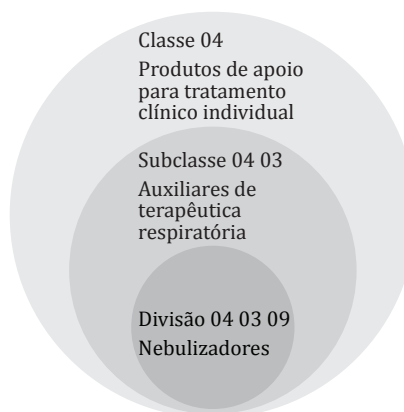 Classe 04
Produtos de apoio
para tratamento
clínico individual
Subclasse 04 03
Auxiliares de
terapêutica
respiratória
Divisão 04 03 09
Nebulizadores